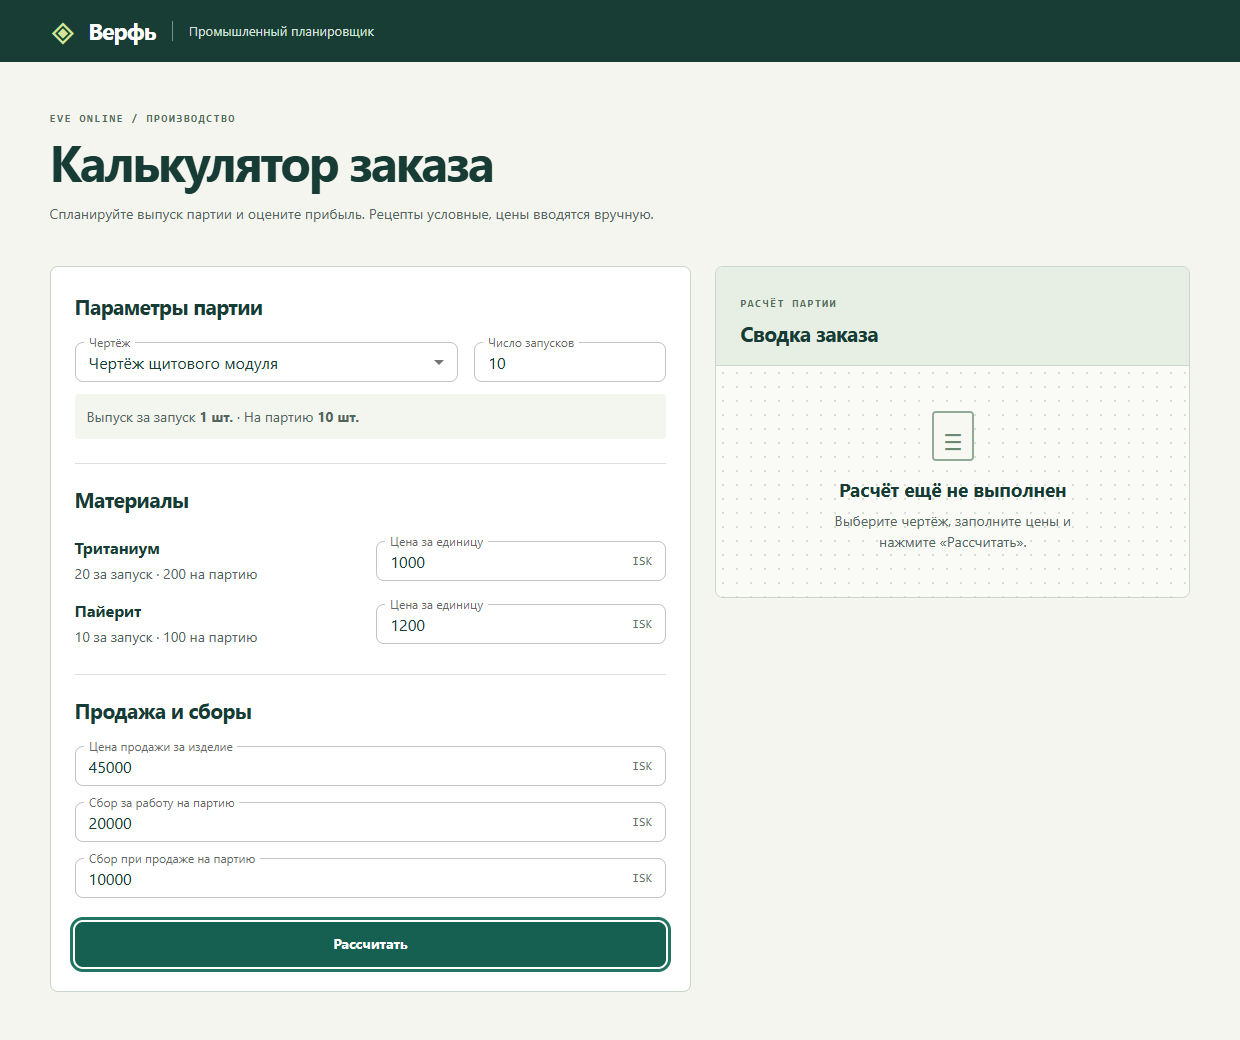 Верфь
Промышленный планировщик
EVE ONLINE / ПРОИЗВОДСТВО
Калькулятор заказа
Спланируйте выпуск партии и оцените прибыль. Рецепты условные, цены вводятся вручную.
Параметры партии
Чертёж
Чертёж щитового модуля
Число запусков
10
Выпуск за запуск 1 шт. · На партию 10 шт.
Материалы
Тританиум
20 за запуск · 200 на партию
Цена за единицу
1000 ISK
Пайерит
10 за запуск · 100 на партию
Цена за единицу
1200 ISK
Продажа и сборы
Цена продажи за изделие
45000 ISK
Сбор за работу на партию
20000 ISK
Сбор при продаже на партию
10000 ISK
Рассчитать
РАСЧЁТ ПАРТИИ
Сводка заказа
Расчёт ещё не выполнен
Выберите чертёж, заполните цены и
нажмите «Рассчитать».